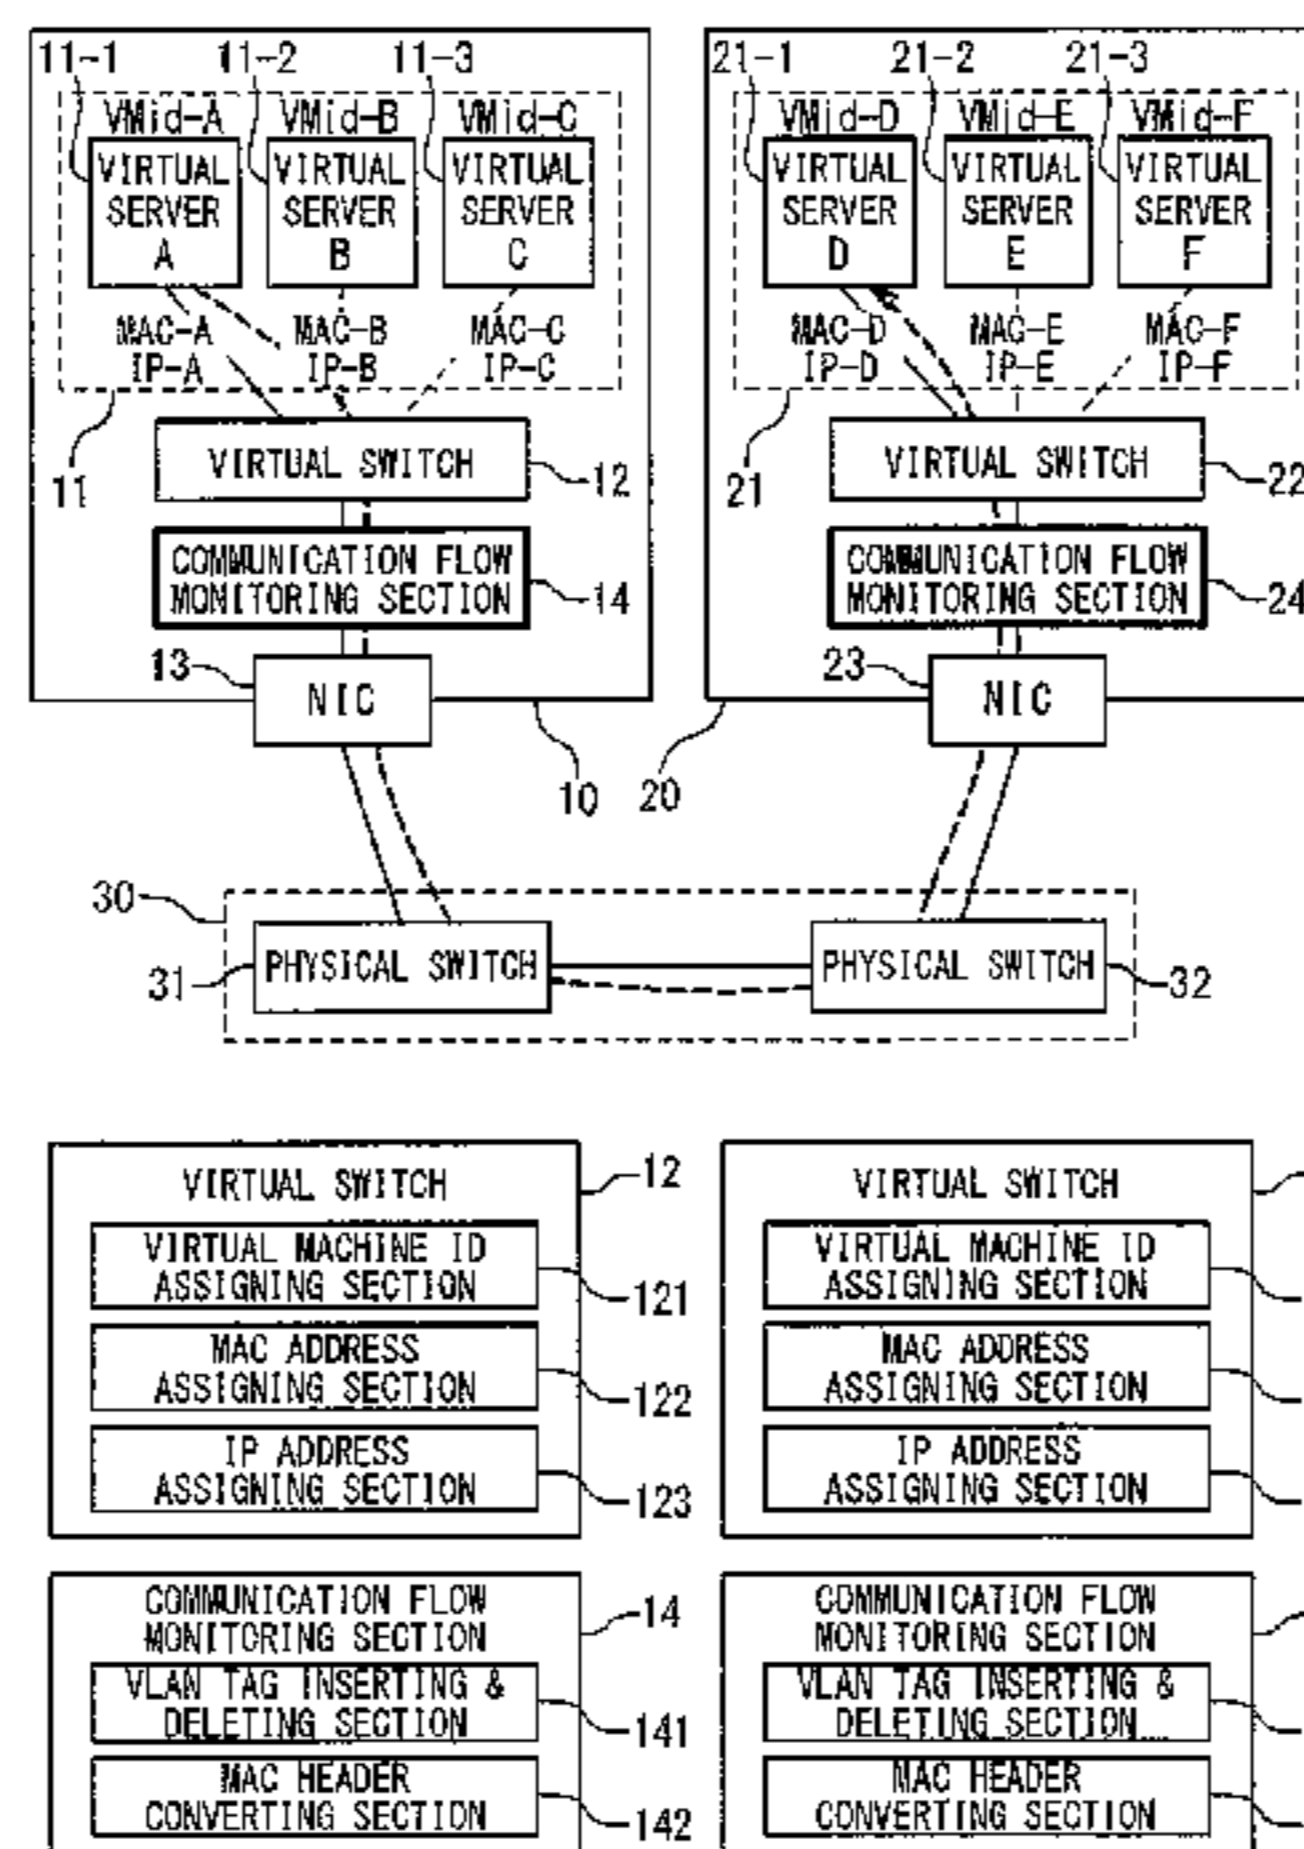 11-1 11-2 11-3 21-1 21-2 21-3
VMid-A VMid-B VMid-C VMid-D VMid-E VMid-F
VIRTUAL VIRTUAL VIRTUAL VIRTUAL VIRTUAL VIRTUAL
SERVER SERVER SERVER SERVER SERVER SERVER
A B C D E F
MAC-A MAC-B MAC-C MAC-D MAC-E MAC-F
IP-A IP-B IP-C IP-D IP-E IP-F
VIRTUAL SWITCH VIRTUAL SWITCH
11 12 21 22
COMMUNICATION FLOW COMMUNICATION FLOW
MONITORING SECTION 14 MONITORING SECTION 24
13 NIC 23 NIC
10 20
30
31 PHYSICAL SWITCH PHYSICAL SWITCH 32
VIRTUAL SWITCH 12 VIRTUAL SWITCH
VIRTUAL MACHINE ID VIRTUAL MACHINE ID
ASSIGNING SECTION 121 ASSIGNING SECTION
MAC ADDRESS MAC ADDRESS
ASSIGNING SECTION 122 ASSIGNING SECTION
IP ADDRESS IP ADDRESS
ASSIGNING SECTION 123 ASSIGNING SECTION
COMMUNICATION FLOW 14 COMMUNICATION FLOW
MONITORING SECTION MONITORING SECTION
VLAN TAG INSERTING & VLAN TAG INSERTING &
DELETING SECTION 141 DELETING SECTION
MAC HEADER MAC HEADER
CONVERTING SECTION 142 CONVERTING SECTION